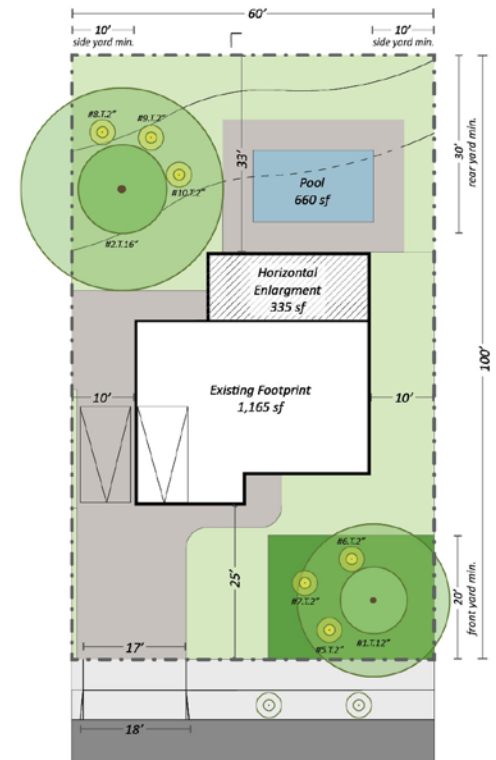 60'
10'
side yard min.
10'
side yard min.
#8.T.2"
#9.T.2"
#10.T.2"
#2.T.16"
33'
Pool
660 sf
30'
rear yard min.
Horizontal
Enlargment
335 sf
100'
Existing Footprint
1,165 sf
10'
10'
25'
#6.T.2"
#7.T.2"
#5.T.2"
#1.T.12"
20'
front yard min.
17'
18'